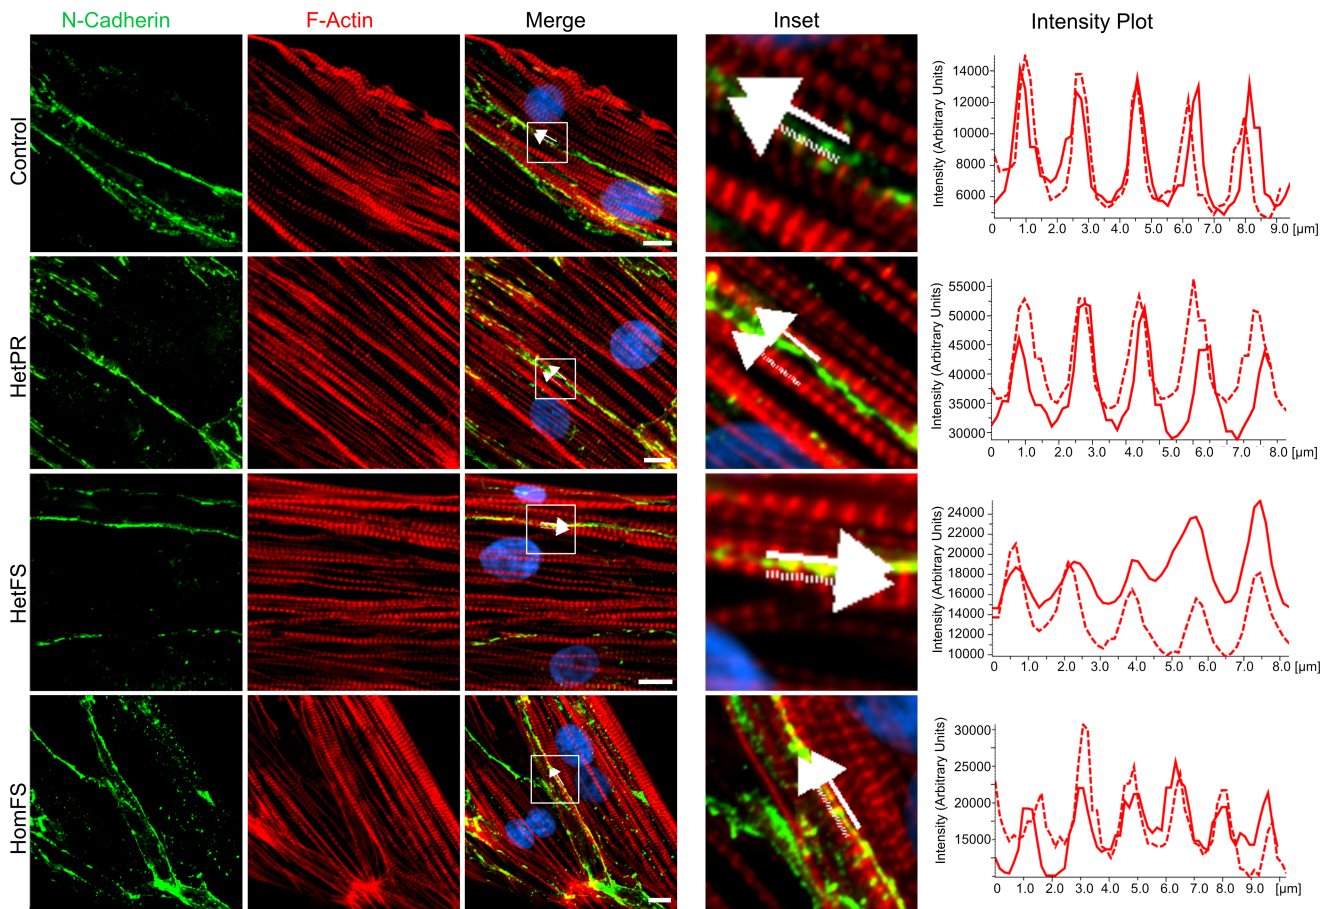 N-Cadherin F-Actin Merge Inset Intensity Plot
Control
Intensity (Arbitrary Units)
14000
12000
10000
8000
6000
0 1.0 2.0 3.0 4.0 5.0 6.0 7.0 8.0 9.0 [µm]
HetPR
Intensity (Arbitrary Units)
55000
50000
45000
40000
35000
30000
0.0 1.0 2.0 3.0 4.0 5.0 6.0 7.0 8.0 [µm]
HetFS
Intensity (Arbitrary Units)
24000
22000
20000
18000
16000
14000
12000
10000
0.0 1.0 2.0 3.0 4.0 5.0 6.0 7.0 8.0 [µm]
HomFS
Intensity (Arbitrary Units)
30000
25000
20000
15000
10000
0 1.0 2.0 3.0 4.0 5.0 6.0 7.0 8.0 9.0 [µm]